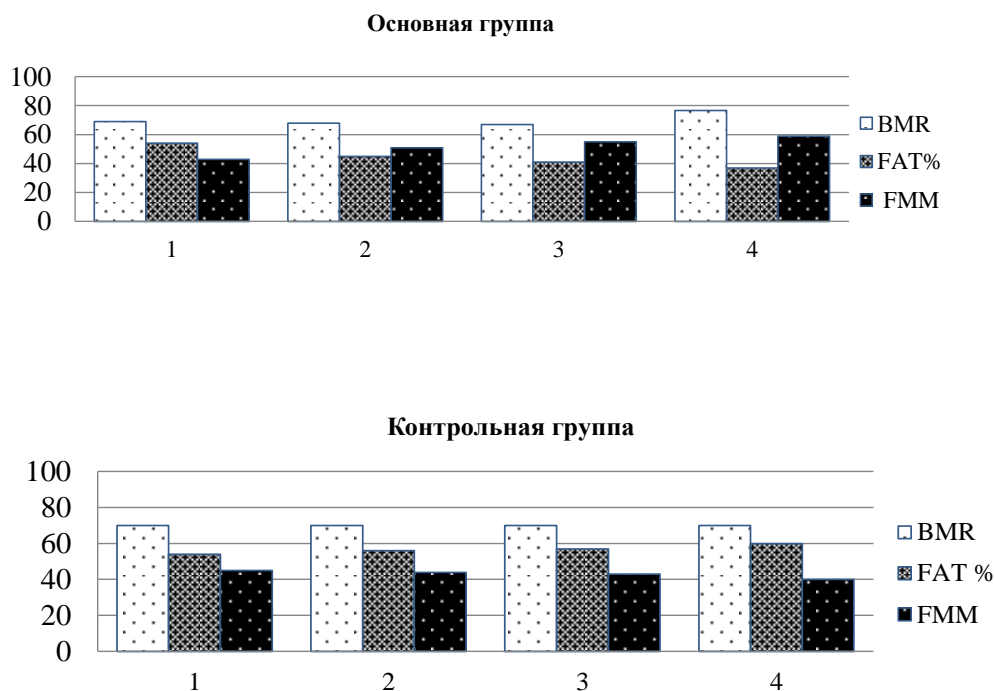 Основная группа
100
80
60
40
20
0
1 2 3 4
BMR
FAT%
FMM
Контрольная группа
100
80
60
40
20
0
1 2 3 4
BMR
FAT %
FMM